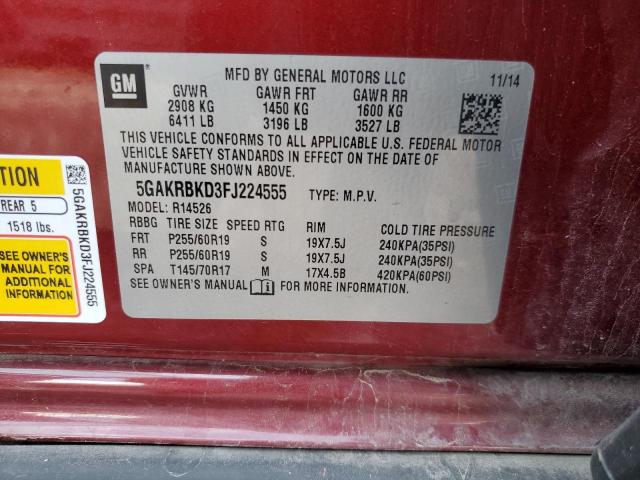 GM
MFD BY GENERAL MOTORS LLC 11/14
GVWR GAWR FRT GAWR RR
2908 KG 1450 KG 1600 KG
6411 LB 3196 LB 3527 LB
THIS VEHICLE CONFORMS TO ALL APPLICABLE U.S. FEDERAL MOTOR
VEHICLE SAFETY STANDARDS IN EFFECT ON THE DATE OF
MANUFACTURE SHOWN ABOVE.
5GAKRBKD3FJ224555 TYPE: M.P.V.
MODEL: R14526
RBBG TIRE SIZE SPEED RTG RIM COLD TIRE PRESSURE
FRT P255/60R19 S 19X7.5J 240KPA(35PSI)
RR P255/60R19 S 19X7.5J 240KPA(35PSI)
SPA T145/70R17 M 17X4.5B 420KPA(60PSI)
SEE OWNER'S MANUAL FOR MORE INFORMATION.
TION
REAR 5
1518 lbs.
SEE OWNER'S
MANUAL FOR
ADDITIONAL
INFORMATION
5GAKRBKD3FJ224555